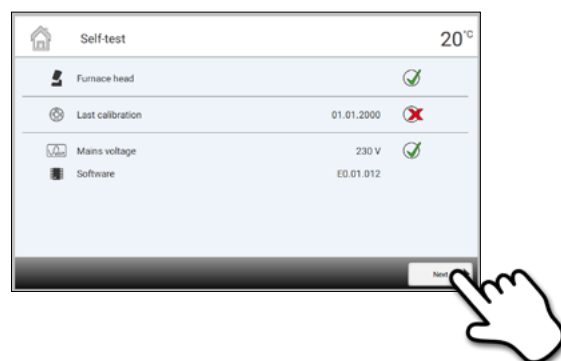 Self-test 20°C
Furnace head
Last calibration 01.01.2000
Mains voltage 230 V
Software E0.01.012
Next